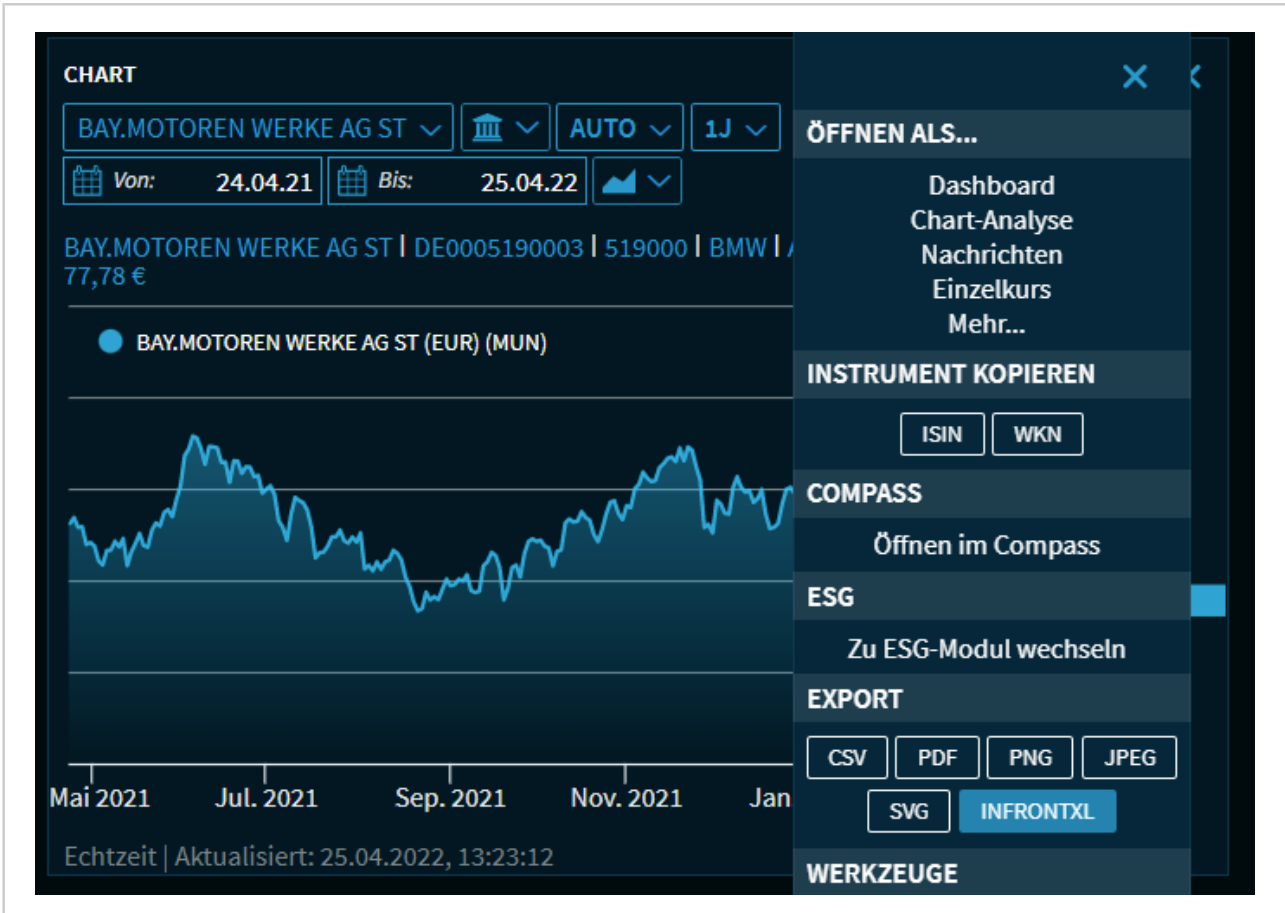 CHART
BAY.MOTOREN WERKE AG ST
AUTO
1J
Von: 24.04.21
Bis: 25.04.22
BAY.MOTOREN WERKE AG ST | DE0005190003 | 519000 | BMW |
77,78 €
BAY.MOTOREN WERKE AG ST (EUR) (MUN)
Mai 2021
Jul. 2021
Sep. 2021
Nov. 2021
Jan
Echtzeit | Aktualisiert: 25.04.2022, 13:23:12
ÖFFNEN ALS...
Dashboard
Chart-Analyse
Nachrichten
Einzelkurs
Mehr...
INSTRUMENT KOPIEREN
ISIN
WKN
COMPASS
Öffnen im Compass
ESG
Zu ESG-Modul wechseln
EXPORT
CSV
PDF
PNG
JPEG
SVG
INFRONTXL
WERKZEUGE